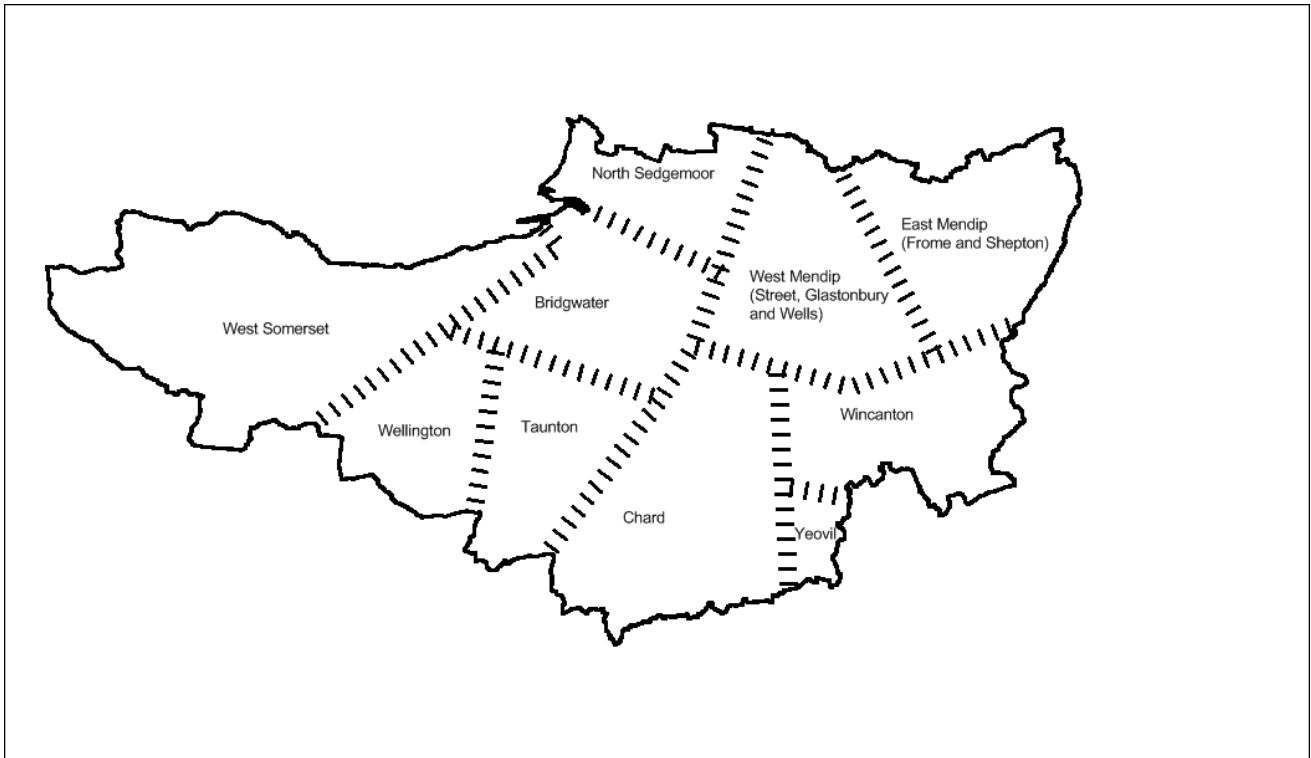 North Sedgemoor
East Mendip
(Frome and Shepton)
West Mendip
(Street, Glastonbury
and Wells)
Bridgwater
West Somerset
Wincanton
Wellington
Taunton
Chard
Yeovil